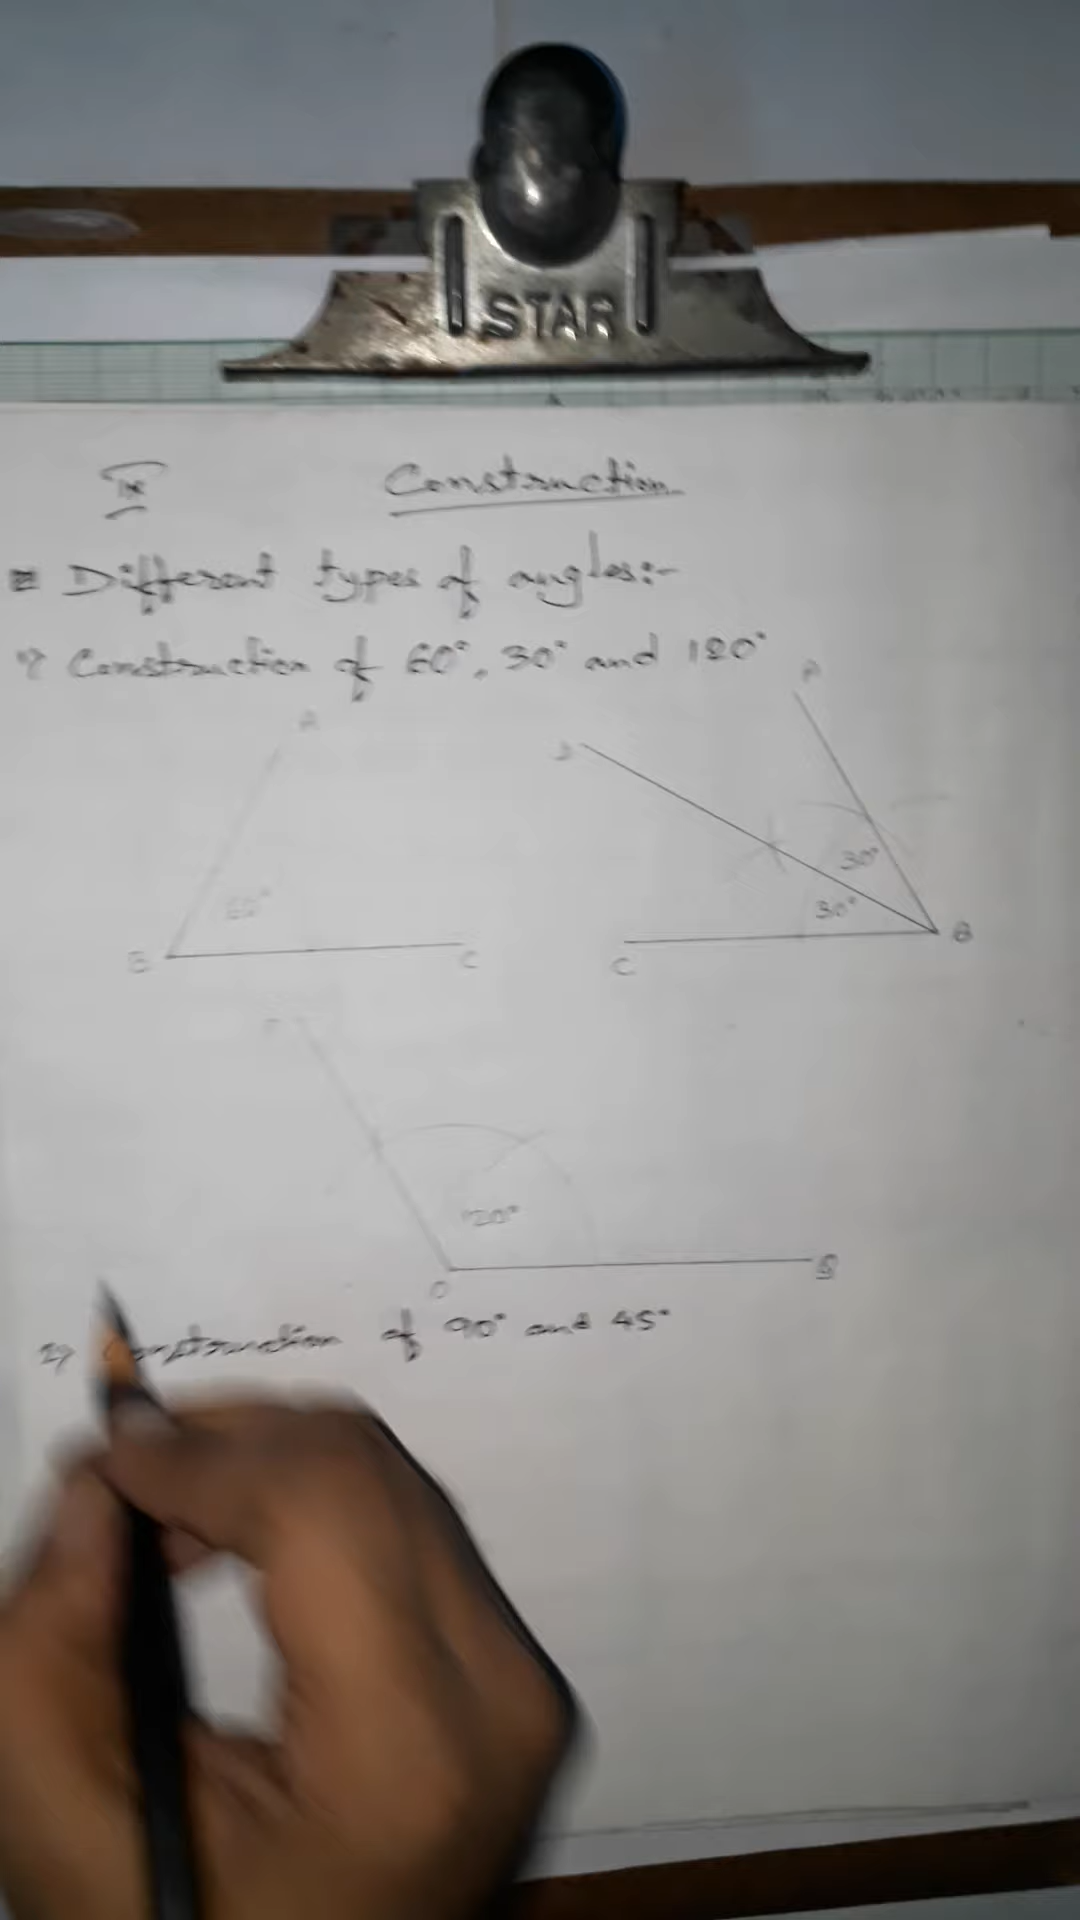 STAR
IX Construction
Different types of angles:-
1) Construction of 60°, 30° and 120°
A
A
D
30°
60°
30°
B
C
C
B
120°
O
B
2) Construction of 90° and 45°